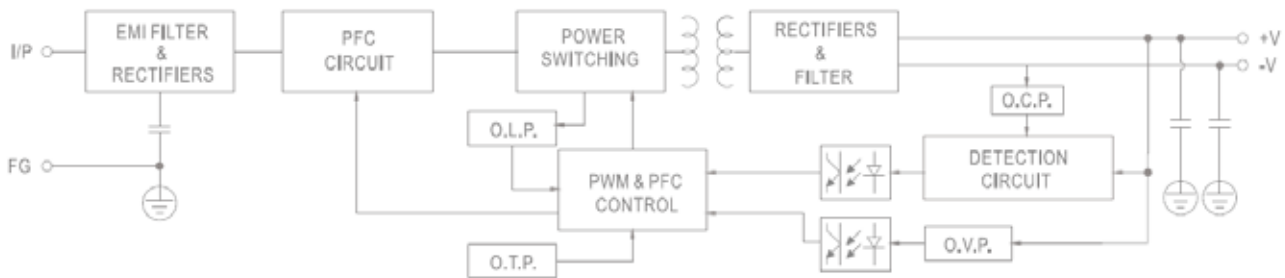 I/P
EMI FILTER
&
RECTIFIERS
PFC
CIRCUIT
POWER
SWITCHING
RECTIFIERS
&
FILTER
+V
-V
O.C.P.
O.L.P.
DETECTION
CIRCUIT
FG
PWM & PFC
CONTROL
O.V.P.
O.T.P.